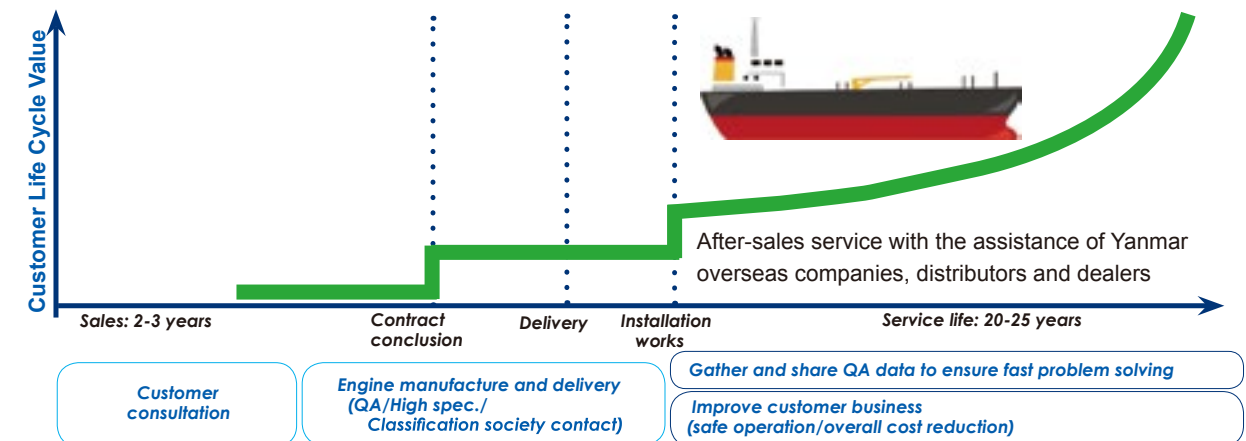 Customer Life Cycle Value
After-sales service with the assistance of Yanmar
overseas companies, distributors and dealers
Sales: 2-3 years
Contract
conclusion
Delivery
Installation
works
Service life: 20-25 years
Customer
consultation
Engine manufacture and delivery
(QA/High spec./
Classification society contact)
Gather and share QA data to ensure fast problem solving
Improve customer business
(safe operation/overall cost reduction)